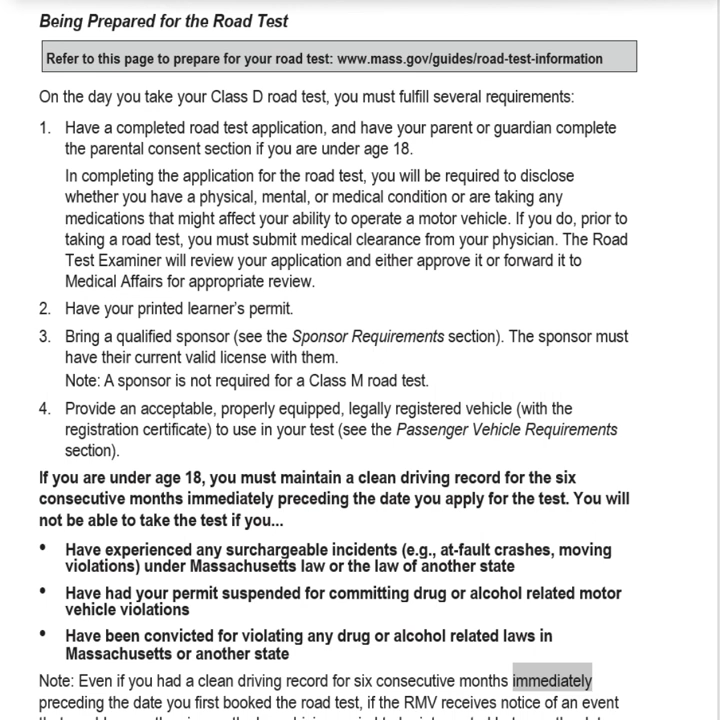 Being Prepared for the Road Test
Refer to this page to prepare for your road test: www.mass.gov/guides/road-test-information
On the day you take your Class D road test, you must fulfill several requirements:
1. Have a completed road test application, and have your parent or guardian complete
the parental consent section if you are under age 18.
In completing the application for the road test, you will be required to disclose
whether you have a physical, mental, or medical condition or are taking any
medications that might affect your ability to operate a motor vehicle. If you do, prior to
taking a road test, you must submit medical clearance from your physician. The Road
Test Examiner will review your application and either approve it or forward it to
Medical Affairs for appropriate review.
2. Have your printed learner’s permit.
3. Bring a qualified sponsor (see the Sponsor Requirements section). The sponsor must
have their current valid license with them.
Note: A sponsor is not required for a Class M road test.
4. Provide an acceptable, properly equipped, legally registered vehicle (with the
registration certificate) to use in your test (see the Passenger Vehicle Requirements
section).
If you are under age 18, you must maintain a clean driving record for the six
consecutive months immediately preceding the date you apply for the test. You will
not be able to take the test if you...
• Have experienced any surchargeable incidents (e.g., at-fault crashes, moving
violations) under Massachusetts law or the law of another state
• Have had your permit suspended for committing drug or alcohol related motor
vehicle violations
• Have been convicted for violating any drug or alcohol related laws in
Massachusetts or another state
Note: Even if you had a clean driving record for six consecutive months immediately
preceding the date you first booked the road test, if the RMV receives notice of an event